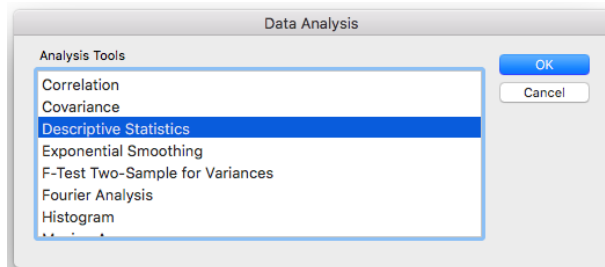 Data Analysis
Analysis Tools
OK
Cancel
Correlation
Covariance
Descriptive Statistics
Exponential Smoothing
F-Test Two-Sample for Variances
Fourier Analysis
Histogram